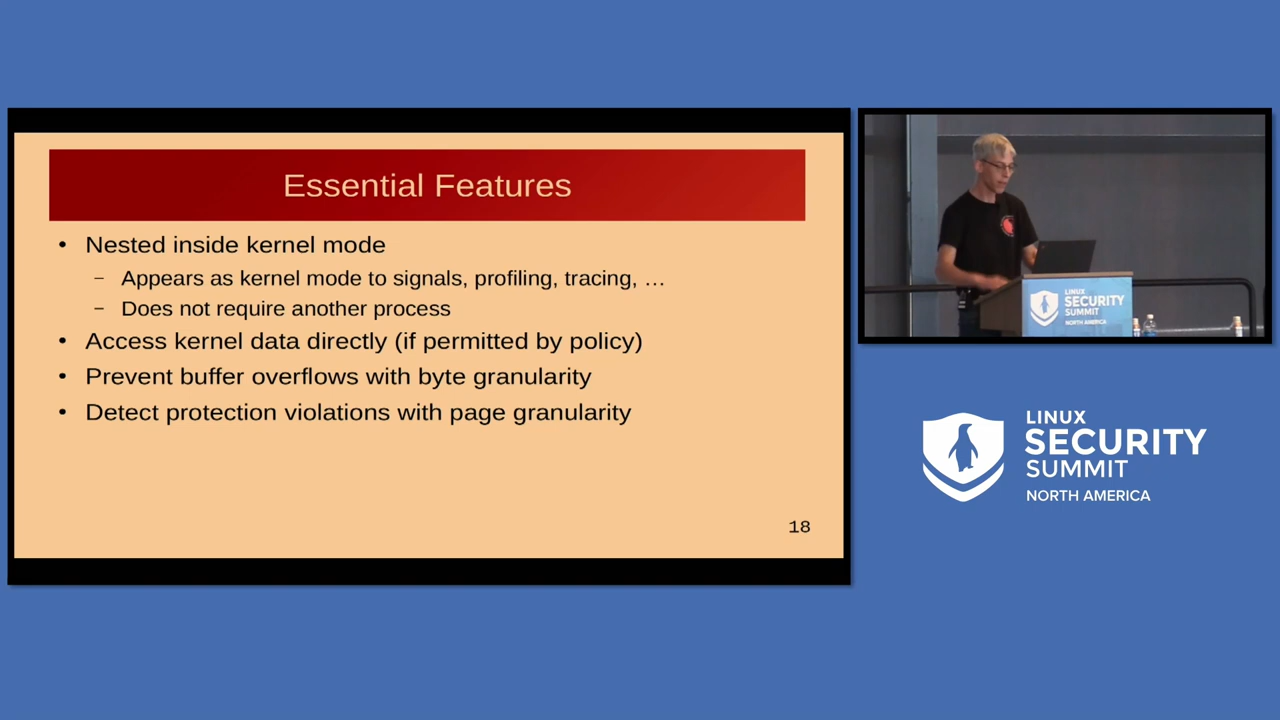 Essential Features
• Nested inside kernel mode
– Appears as kernel mode to signals, profiling, tracing, …
– Does not require another process
• Access kernel data directly (if permitted by policy)
• Prevent buffer overflows with byte granularity
• Detect protection violations with page granularity
18
LINUX
SECURITY
SUMMIT
NORTH AMERICA
LINUX
SECURITY
SUMMIT
NORTH AMERICA